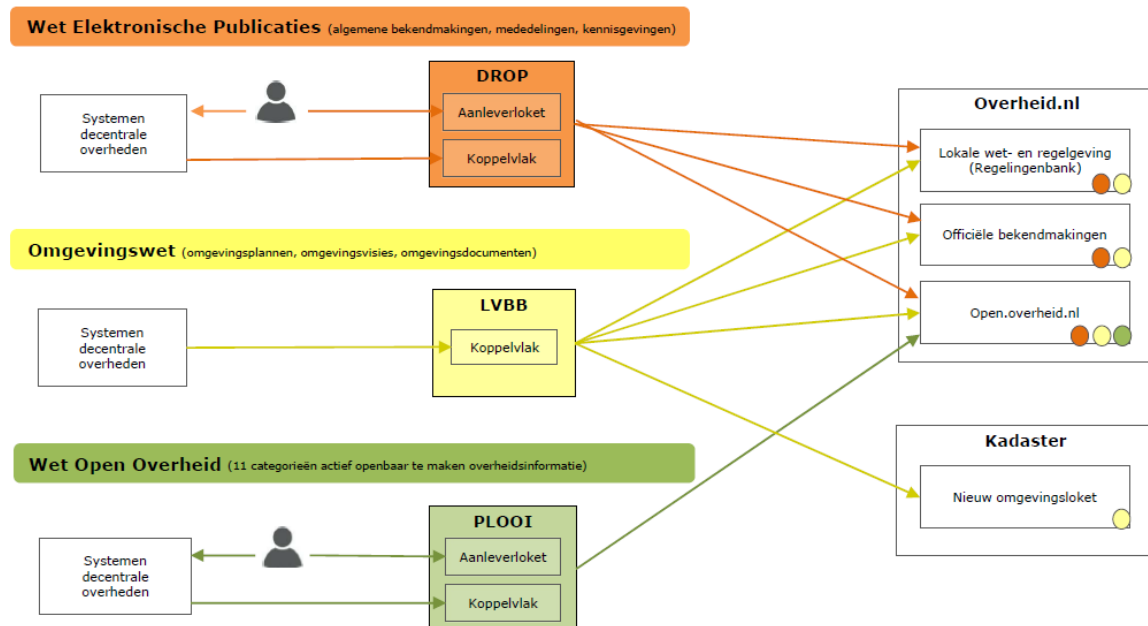 Wet Elektronische Publicaties (algemene bekendmakingen, mededelingen, kennisgevingen)
Systemen
decentrale
overheden
DROP
Aanleverloket
Koppelvlak
Overheid.nl
Lokale wet- en regelgeving
(Regelingenbank)
Officiële bekendmakingen
Open.overheid.nl
Omgevingswet (omgevingsplannen, omgevingsvisies, omgevingsdocumenten)
Systemen
decentrale
overheden
LVBB
Koppelvlak
Kadaster
Nieuw omgevingsloket
Wet Open Overheid (11 categorieën actief openbaar te maken overheidsinformatie)
Systemen
decentrale
overheden
PLOOI
Aanleverloket
Koppelvlak